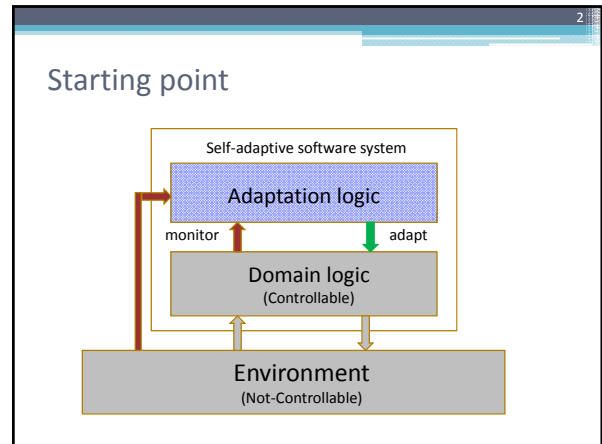 2
Starting point
Self-adaptive software system
Adaptation logic
monitor
adapt
Domain logic
(Controllable)
Environment
(Not-Controllable)